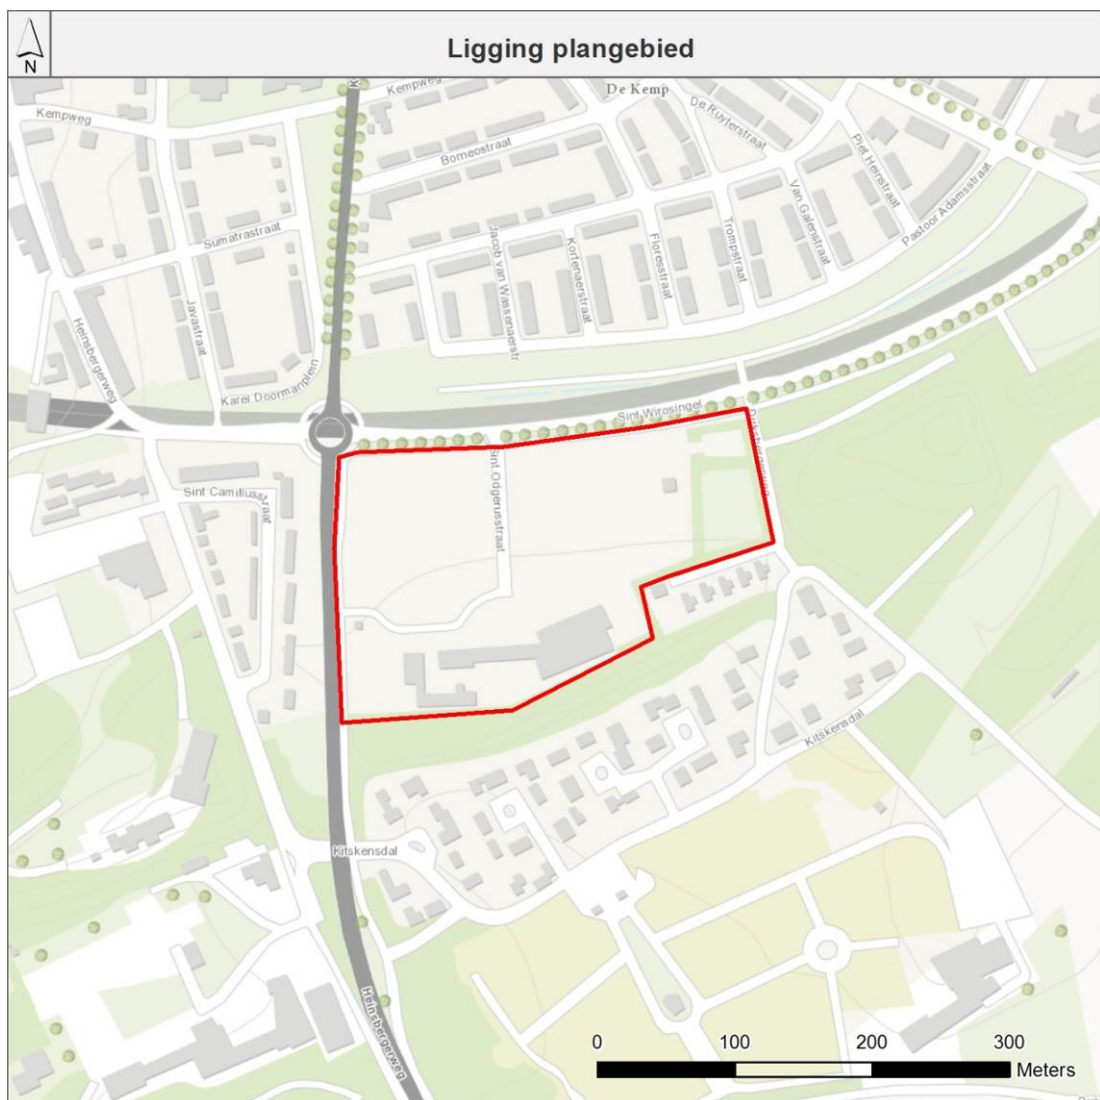 N
Ligging plangebied
Kempweg
Kempweg
De Kemp
De Ruyterstraat
Borneostraat
Piet Heinstraat
Pastoor Adamsstraat
Van Galenstraat
Sumatrastraat
Trompstraat
Floresstraat
Kortenaerstraat
Jacob van Wassenaerstr
Javastraat
Heinsbergerweg
Karel Doormanplein
Sint Wirosingel
Sint Odgerusstraat
Sint Camillusstraat
Kitskensdal
Kitskensdal
Heinsbergerweg
0
100
200
300
Meters